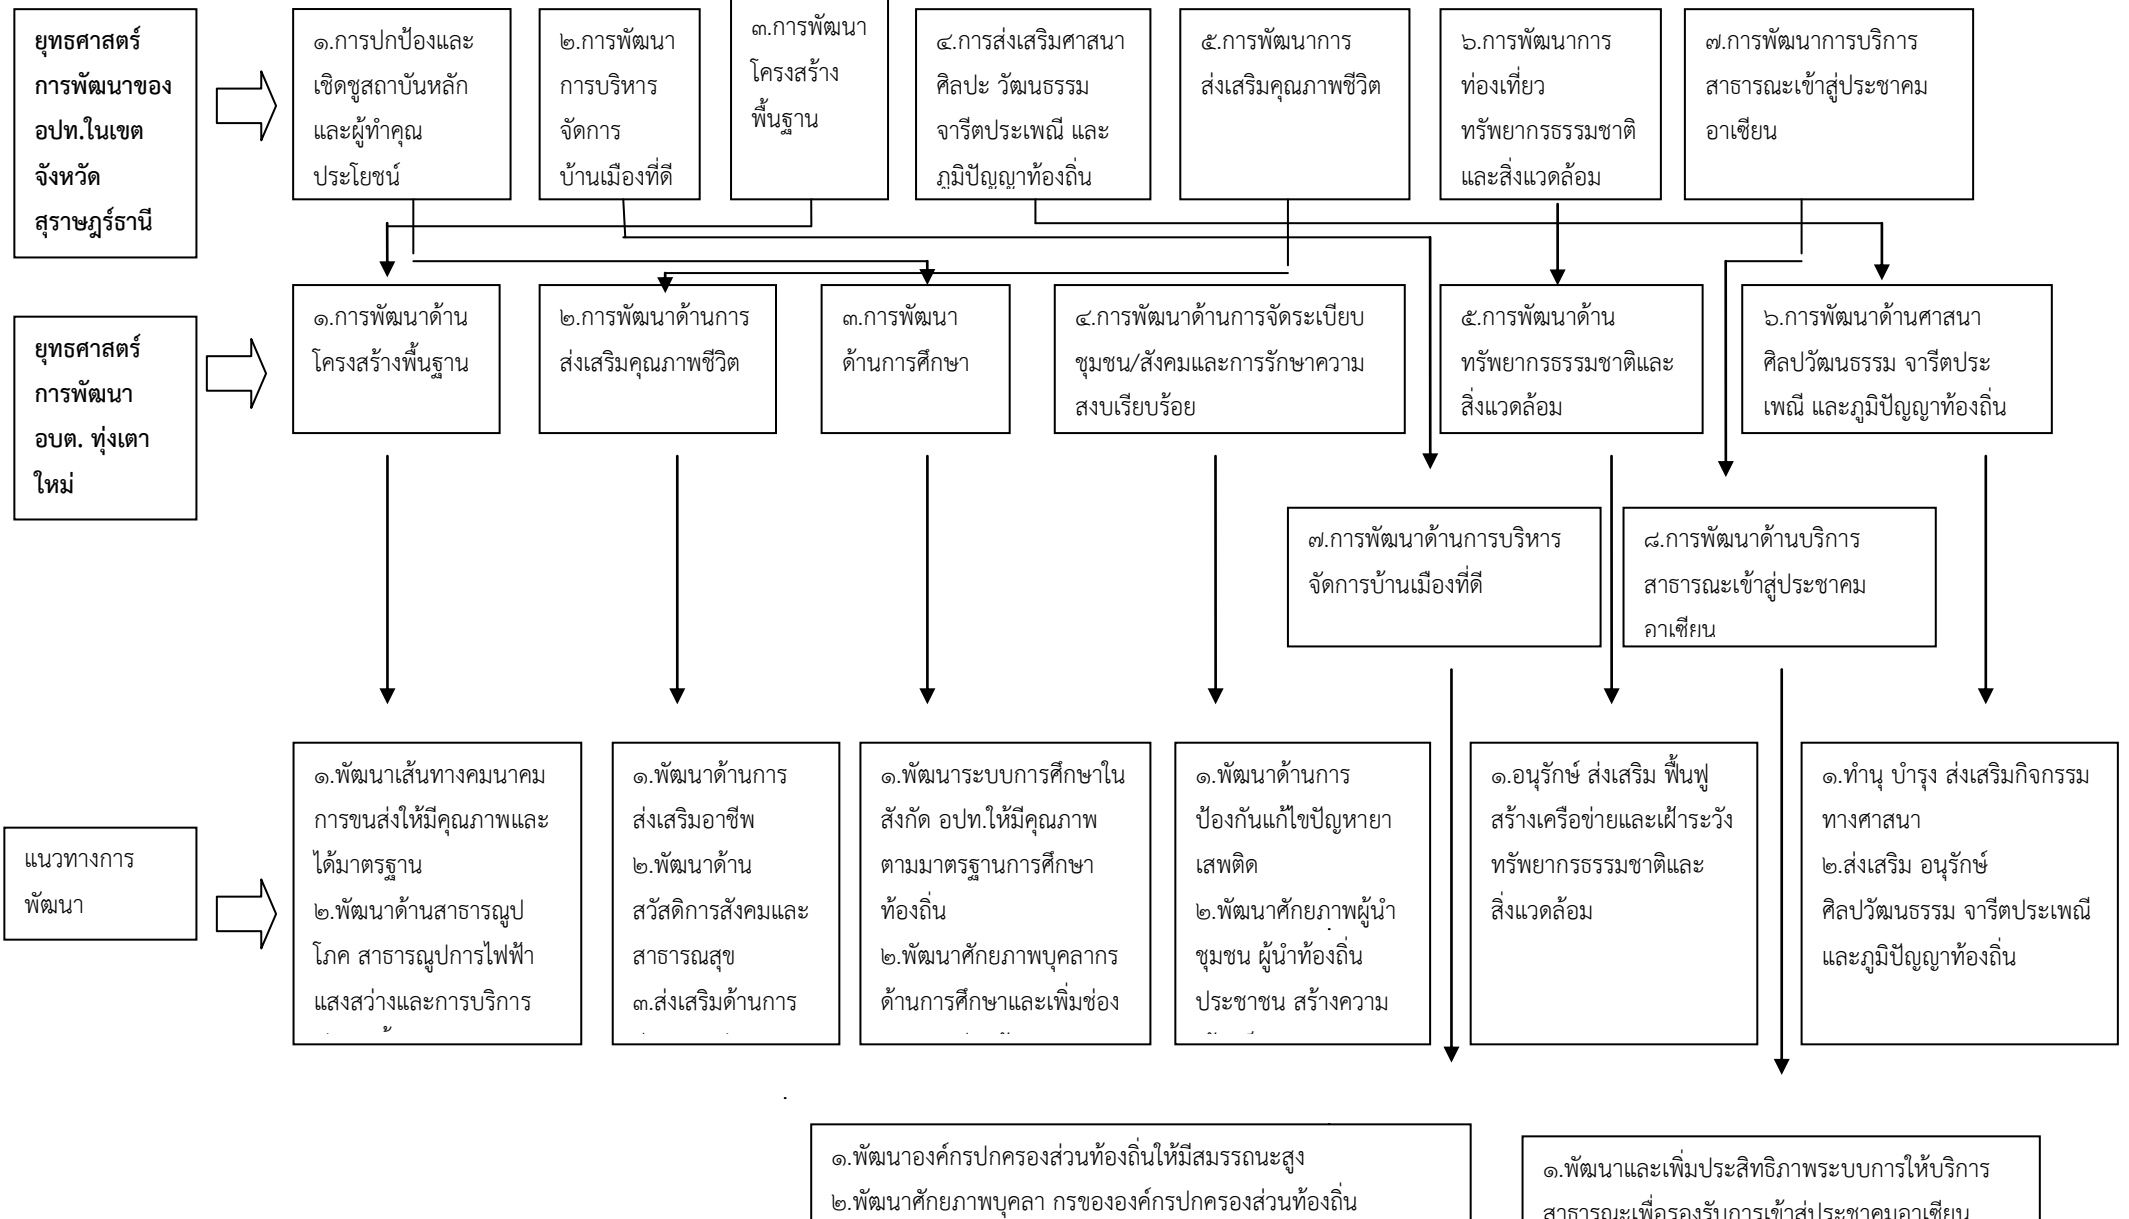 ยุทธศาสตร์
การพัฒนาของ
อปท.ในเขต
จังหวัด
สุราษฎร์ธานี
๑.การปกป้องและ
เชิดชูสถาบันหลัก
และผู้ทำคุณ
ประโยชน์
๒.การพัฒนา
การบริหาร
จัดการ
บ้านเมืองที่ดี
๓.การพัฒนา
โครงสร้าง
พื้นฐาน
๔.การส่งเสริมศาสนา
ศิลปะ วัฒนธรรม
จารีตประเพณี และ
ภูมิปัญญาท้องถิ่น
๕.การพัฒนาการ
ส่งเสริมคุณภาพชีวิต
๖.การพัฒนาการ
ท่องเที่ยว
ทรัพยากรธรรมชาติ
และสิ่งแวดล้อม
๗.การพัฒนาการบริการ
สาธารณะเข้าสู่ประชาคม
อาเซียน
ยุทธศาสตร์
การพัฒนา
อบต. ทุ่งเตา
ใหม่
๑.การพัฒนาด้าน
โครงสร้างพื้นฐาน
๒.การพัฒนาด้านการ
ส่งเสริมคุณภาพชีวิต
๓.การพัฒนา
ด้านการศึกษา
๔.การพัฒนาด้านการจัดระเบียบ
ชุมชน/สังคมและการรักษาความ
สงบเรียบร้อย
๕.การพัฒนาด้าน
ทรัพยากรธรรมชาติและ
สิ่งแวดล้อม
๖.การพัฒนาด้านศาสนา
ศิลปวัฒนธรรม จารีตประ
เพณี และภูมิปัญญาท้องถิ่น
๗.การพัฒนาด้านการบริหาร
จัดการบ้านเมืองที่ดี
๘.การพัฒนาด้านบริการ
สาธารณะเข้าสู่ประชาคม
อาเซียน
แนวทางการ
พัฒนา
๑.พัฒนาเส้นทางคมนาคม
การขนส่งให้มีคุณภาพและ
ได้มาตรฐาน
๒.พัฒนาด้านสาธารณูป
โภค สาธารณูปการไฟฟ้า
แสงสว่างและการบริการ
๑.พัฒนาด้านการ
ส่งเสริมอาชีพ
๒.พัฒนาด้าน
สวัสดิการสังคมและ
สาธารณสุข
๓.ส่งเสริมด้านการ
๑.พัฒนาระบบการศึกษาใน
สังกัด อปท.ให้มีคุณภาพ
ตามมาตรฐานการศึกษา
ท้องถิ่น
๒.พัฒนาศักยภาพบุคลากร
ด้านการศึกษาและเพิ่มช่อง
๑.พัฒนาด้านการ
ป้องกันแก้ไขปัญหายา
เสพติด
๒.พัฒนาศักยภาพผู้นำ
ชุมชน ผู้นำท้องถิ่น
ประชาชน สร้างความ
๑.อนุรักษ์ ส่งเสริม ฟื้นฟู
สร้างเครือข่ายและเฝ้าระวัง
ทรัพยากรธรรมชาติและ
สิ่งแวดล้อม
๑.ทำนุ บำรุง ส่งเสริมกิจกรรม
ทางศาสนา
๒.ส่งเสริม อนุรักษ์
ศิลปวัฒนธรรม จารีตประเพณี
และภูมิปัญญาท้องถิ่น
๑.พัฒนาองค์กรปกครองส่วนท้องถิ่นให้มีสมรรถนะสูง
๒.พัฒนาศักยภาพบุคลา กรขององค์กรปกครองส่วนท้องถิ่น
๑.พัฒนาและเพิ่มประสิทธิภาพระบบการให้บริการ
สาธารณะเพื่อรองรับการเข้าสู่ประชาคมอาเซียน